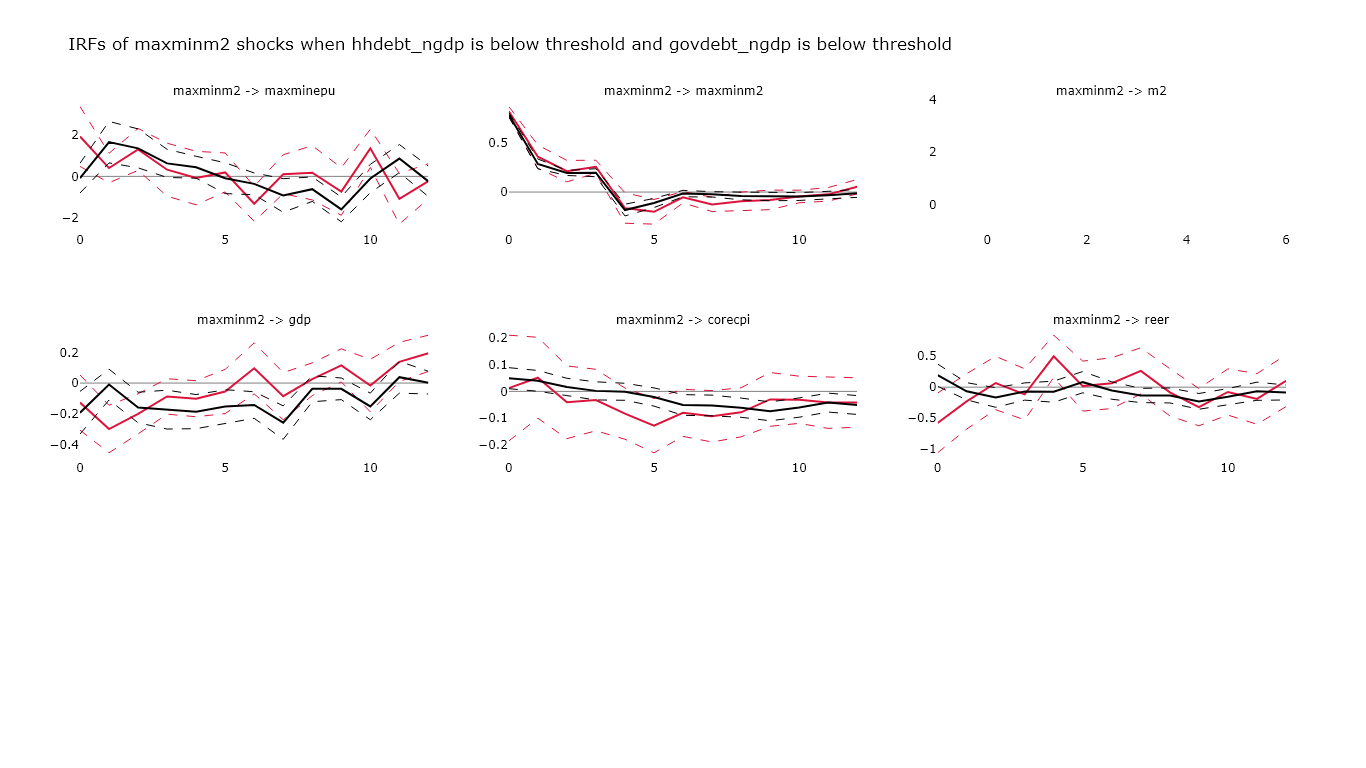 IRFs of maxminm2 shocks when hhdebt_ngdp is below threshold and govdebt_ngdp is below threshold
maxminm2 -> maxminepu
2
0
−2
0 5 10
maxminm2 -> maxminm2
0.5
0
0 5 10
maxminm2 -> m2
4
2
0
0 2 4 6
maxminm2 -> gdp
0.2
0
−0.2
−0.4
0 5 10
maxminm2 -> corecpi
0.2
0.1
0
−0.1
−0.2
0 5 10
maxminm2 -> reer
0.5
0
−0.5
−1
0 5 10